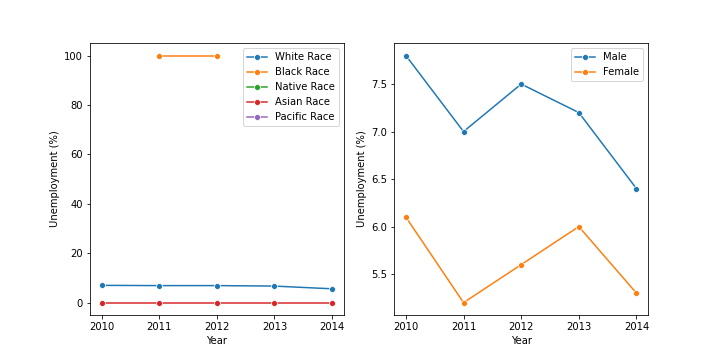 100
80
60
40
20
0
Unemployment (%)
2010 2011 2012 2013 2014
Year
White Race
Black Race
Native Race
Asian Race
Pacific Race
7.5
7.0
6.5
6.0
5.5
Unemployment (%)
2010 2011 2012 2013 2014
Year
Male
Female